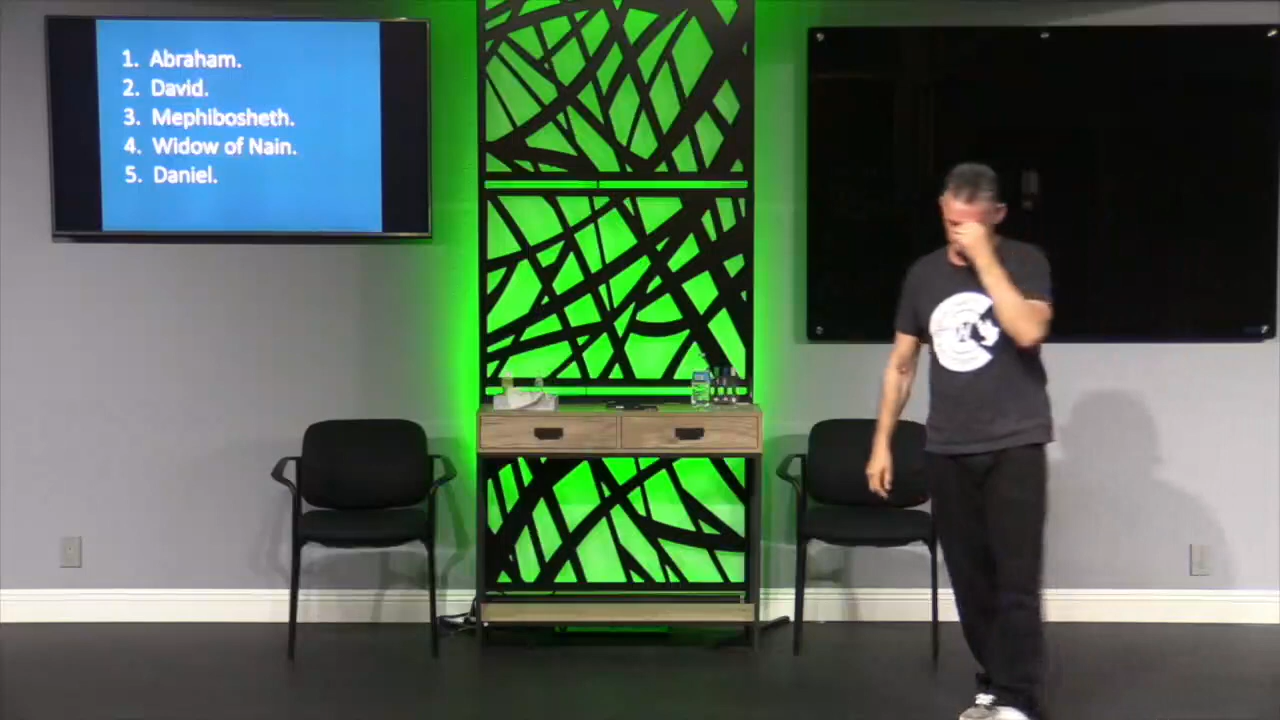 1. Abraham.
2. David.
3. Mephibosheth.
4. Widow of Nain.
5. Daniel.
W